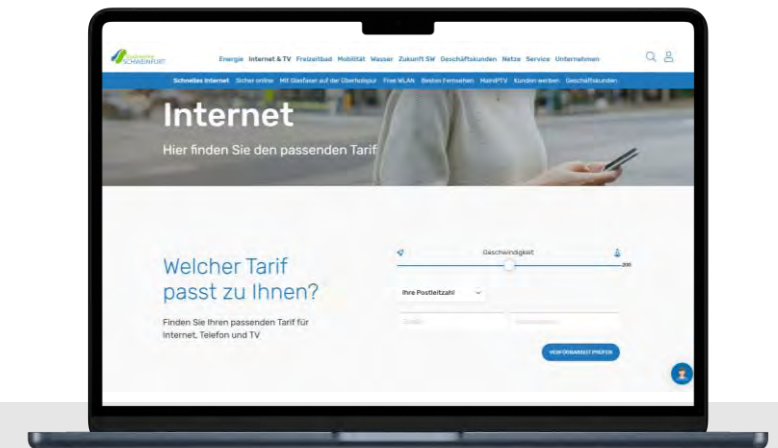 Stadtwerke
SCHWEINFURT
Energie Internet & TV Freizeitbad Mobilität Wasser Zukunft SW Geschäftskunden Netze Service Unternehmen
Schnelles Internet Sicher online Mit Glasfaser auf der Überholspur Free WLAN Bestes Fernsehen MainIPTV Kunden werben Geschäftskunden
Internet
Hier finden Sie den passenden Tarif
Welcher Tarif
passt zu Ihnen?
Finden Sie Ihren passenden Tarif für
Internet, Telefon und TV
Geschwindigkeit
200
Ihre Postleitzahl
VERFÜGBARKEIT PRÜFEN